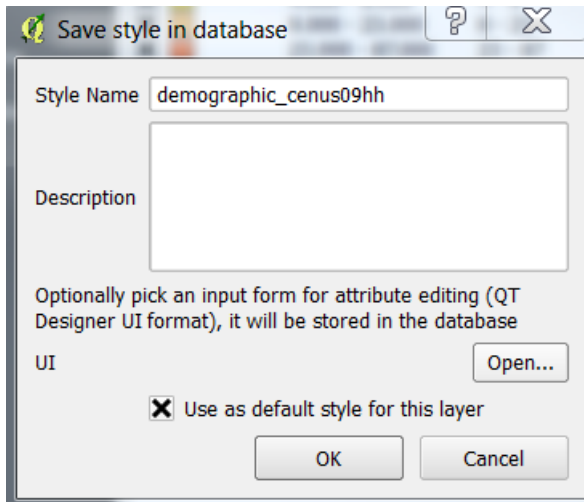 Save style in database
Style Name demographic_cenus09hh
Description
Optionally pick an input form for attribute editing (QT
Designer UI format), it will be stored in the database
UI Open...
Use as default style for this layer
OK Cancel